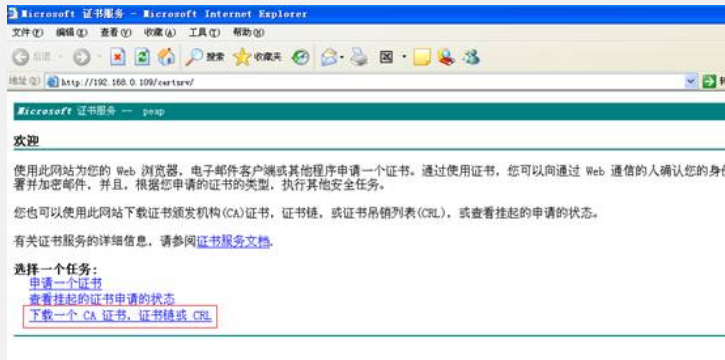 Microsoft 证书服务 - Microsoft Internet Explorer
文件(F) 编辑(E) 查看(V) 收藏(A) 工具(T) 帮助(H)
后退 搜索 收藏夹
地址(D) http://192.168.0.109/certsrv/
Microsoft 证书服务 -- peap
欢迎
使用此网站为您的 Web 浏览器，电子邮件客户端或其他程序申请一个证书。通过使用证书，您可以向通过 Web 通信的人确认您的身份
署并加密邮件，并且，根据您申请的证书的类型，执行其他安全任务。
您也可以使用此网站下载证书颁发机构(CA)证书，证书链，或证书吊销列表(CRL)，或查看挂起的申请的状态。
有关证书服务的详细信息，请参阅证书服务文档.
选择一个任务:
申请一个证书
查看挂起的证书申请的状态
下载一个 CA 证书，证书链或 CRL